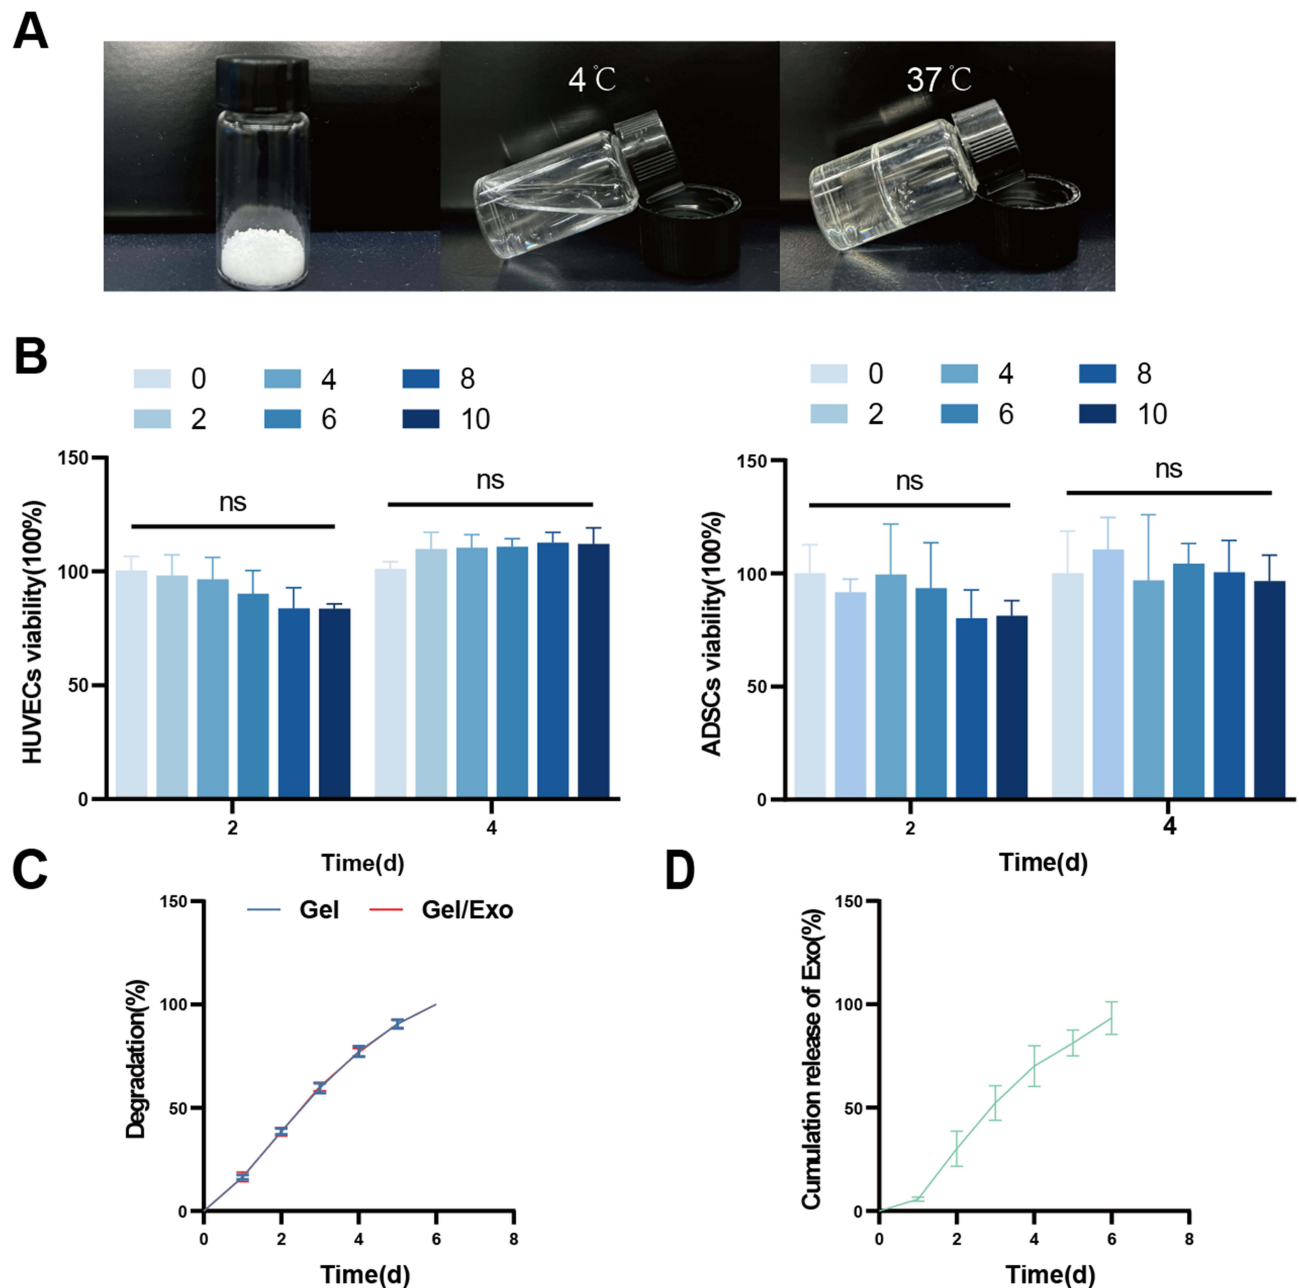 A
4℃
37℃
B
0 4 8
2 6 10
0 4 8
2 6 10
150
100
50
0
HUVECs viability(100%)
ns
ns
2
4
Time(d)
150
100
50
0
ADSCs viability(100%)
ns
ns
2
4
Time(d)
C
150
100
50
0
Degradation(%)
Gel Gel/Exo
0 2 4 6 8
Time(d)
D
150
100
50
0
Cumulation release of Exo(%)
0 2 4 6 8
Time(d)